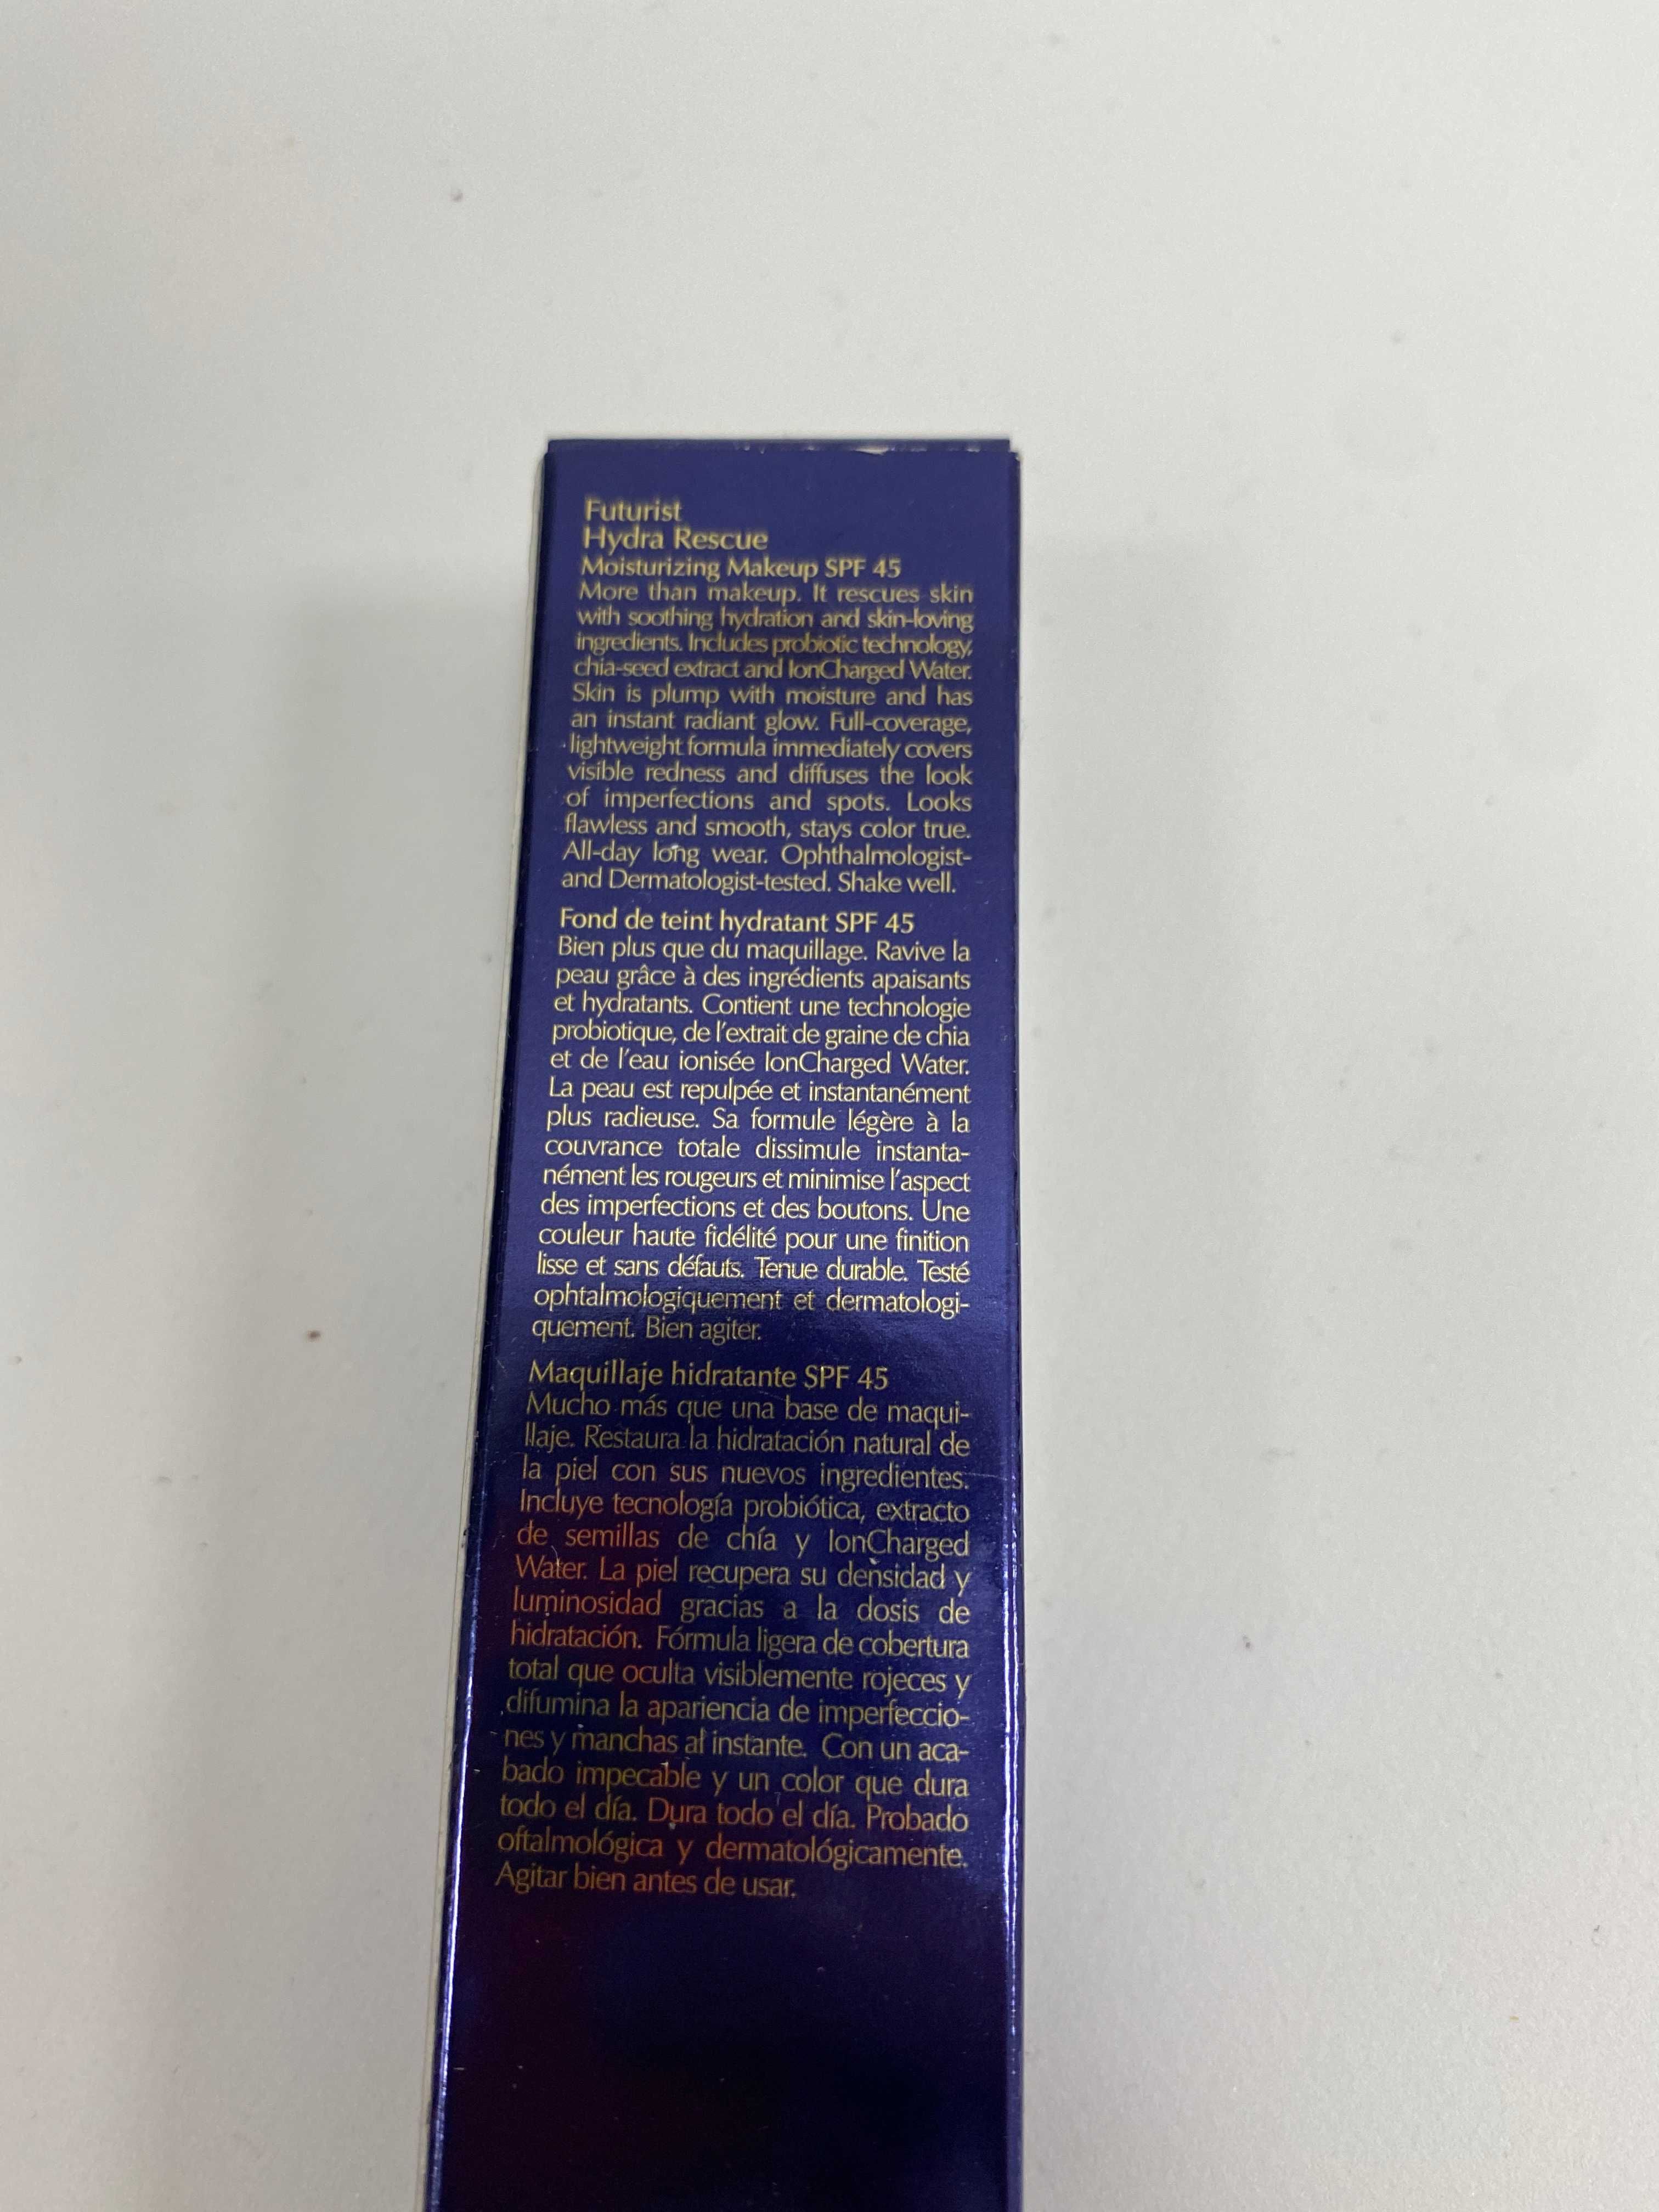 Futurist
Hydra Rescue
Moisturizing Makeup SPF 45
More than makeup. It rescues skin
with soothing hydration and skin-loving
ingredients. Includes probiotic technology,
chia-seed extract and IonCharged Water.
Skin is plump with moisture and has
an instant radiant glow. Full-coverage,
lightweight formula immediately covers
visible redness and diffuses the look
of imperfections and spots. Looks
flawless and smooth, stays color true.
All-day long wear. Ophthalmologist-
and Dermatologist-tested. Shake well.
Fond de teint hydratant SPF 45
Bien plus que du maquillage. Ravive la
peau grâce à des ingrédients apaisants
et hydratants. Contient une technologie
probiotique, de l'extrait de graine de chia
et de l'eau ionisée IonCharged Water.
La peau est repulpée et instantanément
plus radieuse. Sa formule légère à la
couvrance totale dissimule instanta-
nément les rougeurs et minimise l'aspect
des imperfections et des boutons. Une
couleur haute fidélité pour une finition
lisse et sans défauts. Tenue durable. Testé
ophtalmologiquement et dermatologi-
quement. Bien agiter.
Maquillaje hidratante SPF 45
Mucho más que una base de maqui-
llaje. Restaura la hidratación natural de
la piel con sus nuevos ingredientes.
Incluye tecnología probiótica, extracto
de semillas de chía y IonCharged
Water. La piel recupera su densidad y
luminosidad gracias a la dosis de
hidratación. Fórmula ligera de cobertura
total que oculta visiblemente rojeces y
difumina la apariencia de imperfeccio-
nes y manchas al instante. Con un aca-
bado impecable y un color que dura
todo el día. Dura todo el día. Probado
oftalmológica y dermatológicamente.
Agitar bien antes de usar.